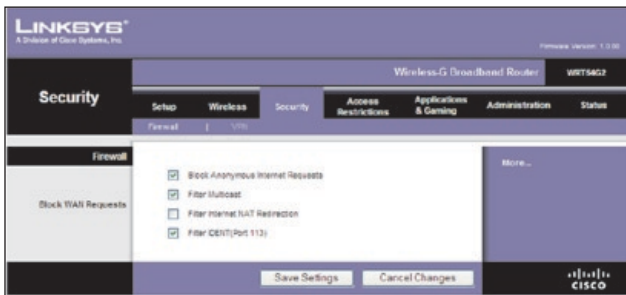 LINKSYS®
A Division of Cisco Systems, Inc.
Firmware Version: 1.0.00
Wireless-G Broadband Router WRT54G2
Security
Setup Wireless Security Access Restrictions Applications & Gaming Administration Status
Firewall | VPN
Firewall
Block WAN Requests
Block Anonymous Internet Requests
Filter Multicast
Filter Internet NAT Redirection
Filter IDENT(Port 113)
More...
Save Settings Cancel Changes
CISCO